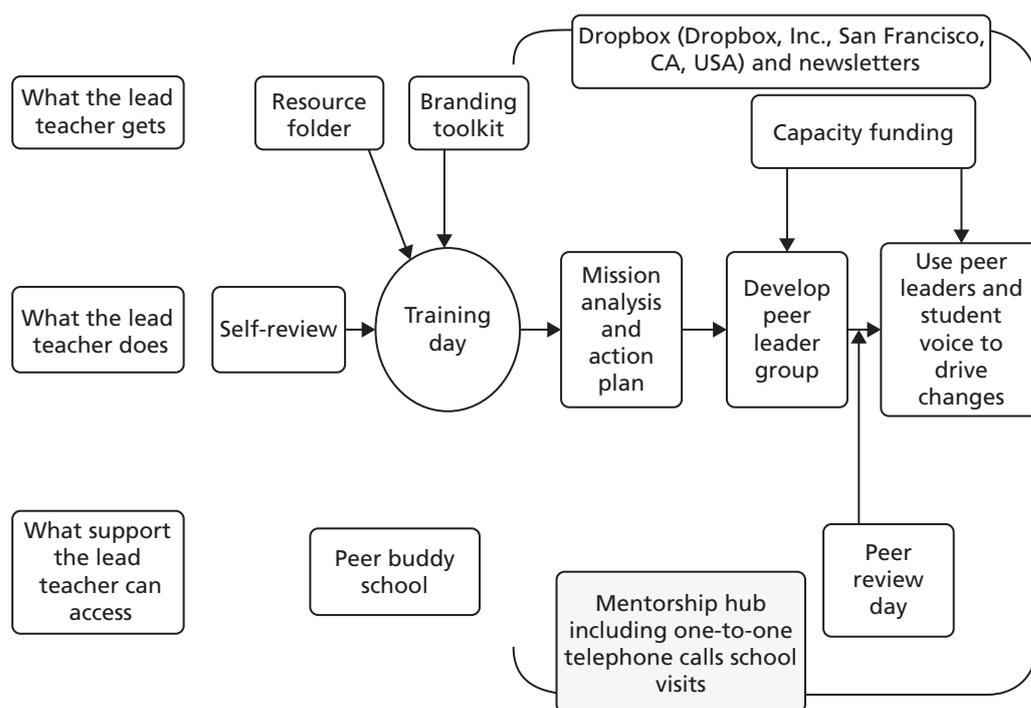 Dropbox (Dropbox, Inc., San Francisco,
CA, USA) and newsletters
What the lead
teacher gets
Resource
folder
Branding
toolkit
Capacity funding
What the lead
teacher does
Self-review
Training
day
Mission
analysis
and
action
plan
Develop
peer
leader
group
Use peer
leaders and
student
voice to
drive
changes
What support
the lead
teacher can
access
Peer buddy
school
Mentorship hub
including one-to-one
telephone calls school
visits
Peer
review
day